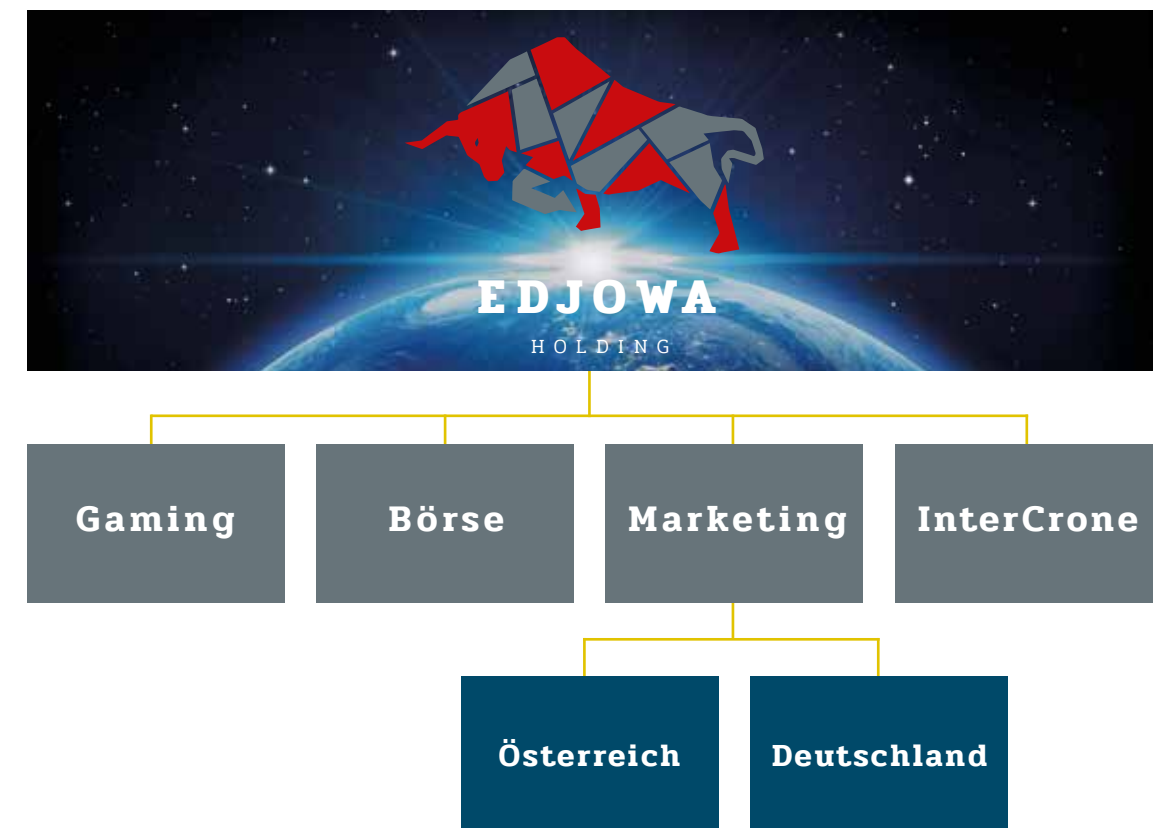 EDJOWA
HOLDING
Gaming
Börse
Marketing
InterCrone
Österreich
Deutschland